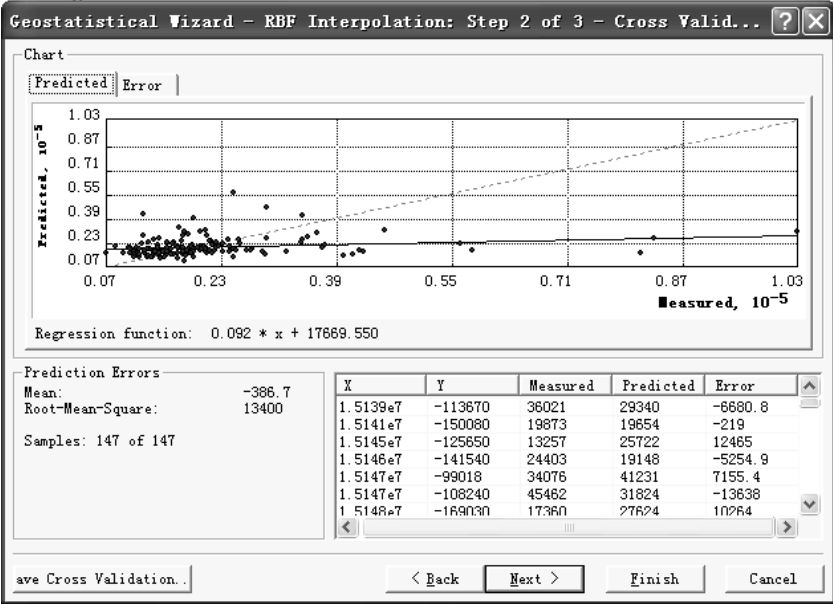 Geostatistical Wizard - RBF Interpolation: Step 2 of 3 - Cross Valid...
Chart
Predicted Error
1.03
0.87
0.71
0.55
0.39
0.23
0.07
Predicted, 10^-5
0.07 0.23 0.39 0.55 0.71 0.87 1.03
Measured, 10^-5
Regression function: 0.092 * x + 17669.550
Prediction Errors
Mean: -386.7
Root-Mean-Square: 13400
Samples: 147 of 147
X Y Measured Predicted Error
1.5139e7 -113670 36021 29340 -6680.8
1.5141e7 -150080 19873 19654 -219
1.5145e7 -125650 13257 25722 12465
1.5146e7 -141540 24403 19148 -5254.9
1.5147e7 -99018 34076 41231 7155.4
1.5147e7 -108240 45462 31824 -13638
1.5148e7 -169030 17360 27624 10264
ave Cross Validation..
< Back Next > Finish Cancel